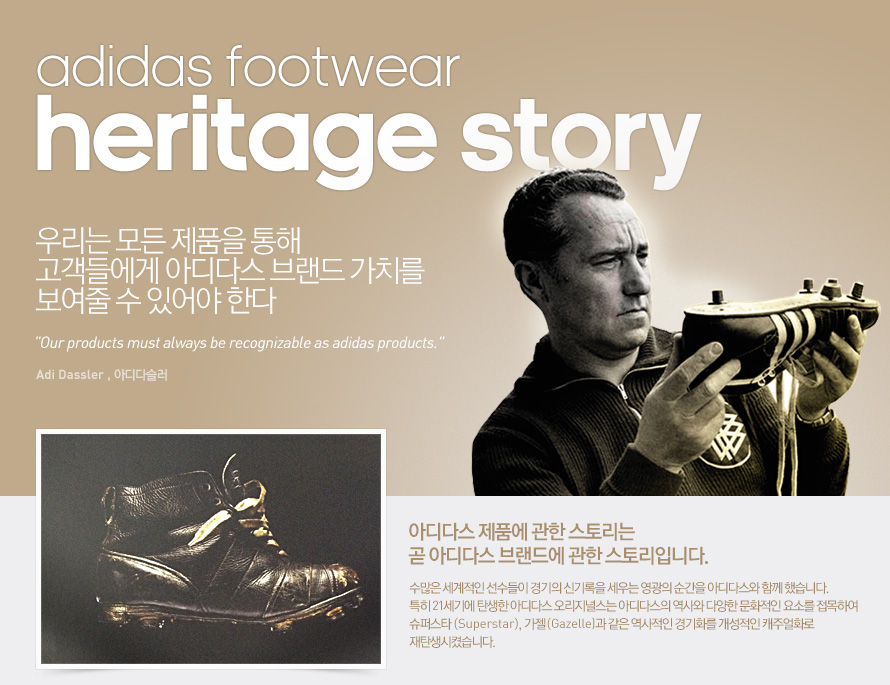 adidas footwear
heritage story
우리는 모든 제품을 통해
고객들에게 아디다스 브랜드 가치를
보여줄 수 있어야 한다
"Our products must always be recognizable as adidas products."
Adi Dassler , 아디다슬러
아디다스 제품에 관한 스토리는
곧 아디다스 브랜드에 관한 스토리입니다.
수많은 세계적인 선수들이 경기의 신기록을 세우는 영광의 순간을 아디다스와 함께 했습니다.
특히 21세기에 탄생한 아디다스 오리지널스는 아디다스의 역사와 다양한 문화적인 요소를 접목하여
슈퍼스타 (Superstar), 가젤(Gazelle)과 같은 역사적인 경기화를 개성적인 캐주얼화로
재탄생시켰습니다.